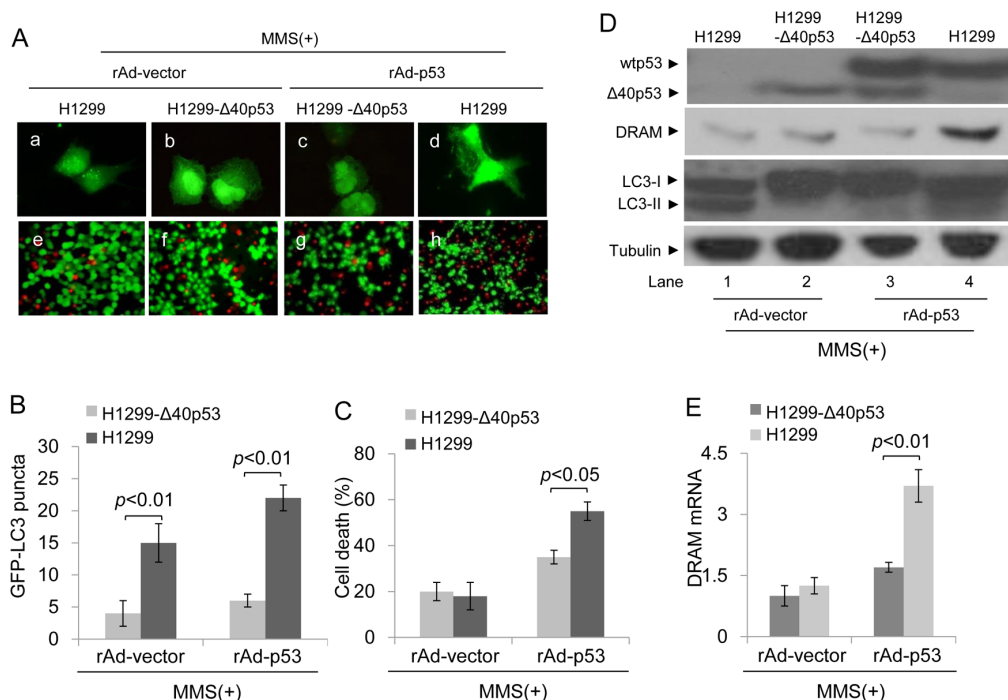 A
MMS(+)
rAd-vector rAd-p53
H1299 H1299-Δ40p53 H1299 -Δ40p53 H1299
a b c d
e f g h
D
H1299 H1299 -Δ40p53 H1299 -Δ40p53 H1299
wtp53
Δ40p53
DRAM
LC3-I
LC3-II
Tubulin
Lane 1 2 3 4
rAd-vector rAd-p53
MMS(+)
B
H1299-Δ40p53
H1299
GFP-LC3 puncta
30
25
20
15
10
5
0
p<0.01
p<0.01
rAd-vector rAd-p53
MMS(+)
C
H1299-Δ40p53
H1299
Cell death (%)
80
60
40
20
0
p<0.05
rAd-vector rAd-p53
MMS(+)
E
H1299-Δ40p53
H1299
DRAM mRNA
4.5
3
1.5
0
p<0.01
rAd-vector rAd-p53
MMS(+)